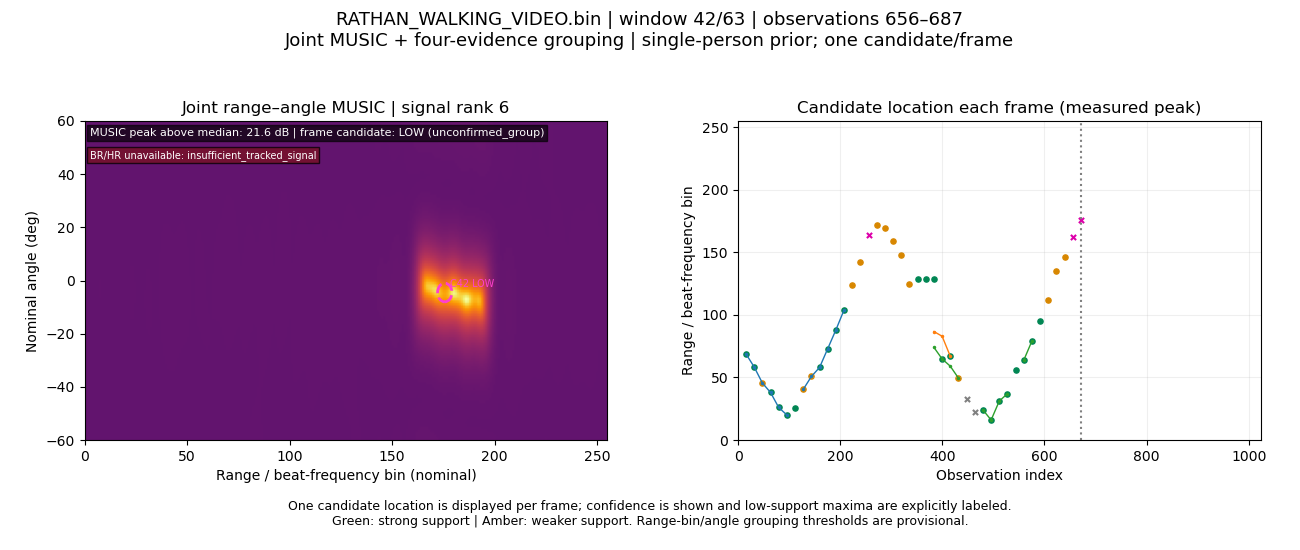 RATHAN_WALKING_VIDEO.bin | window 42/63 | observations 656–687
Joint MUSIC + four-evidence grouping | single-person prior; one candidate/frame
Joint range–angle MUSIC | signal rank 6
MUSIC peak above median: 21.6 dB | frame candidate: LOW (unconfirmed_group)
BR/HR unavailable: insufficient_tracked_signal
LOW
60
40
20
0
−20
−40
−60
Nominal angle (deg)
0
50
100
150
200
250
Range / beat-frequency bin (nominal)
Candidate location each frame (measured peak)
250
200
150
100
50
0
Range / beat-frequency bin
0
200
400
600
800
1000
Observation index
One candidate location is displayed per frame; confidence is shown and low-support maxima are explicitly labeled.
Green: strong support | Amber: weaker support. Range-bin/angle grouping thresholds are provisional.